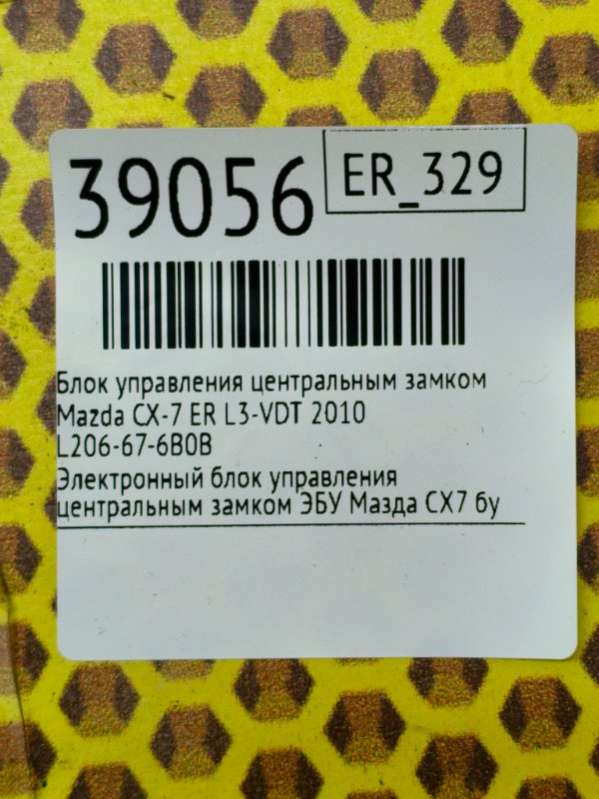 39056
ER_329
Блок управления центральным замком
Mazda CX-7 ER L3-VDT 2010
L206-67-6B0B
Электронный блок управления
центральным замком ЭБУ Мазда СХ7 бу